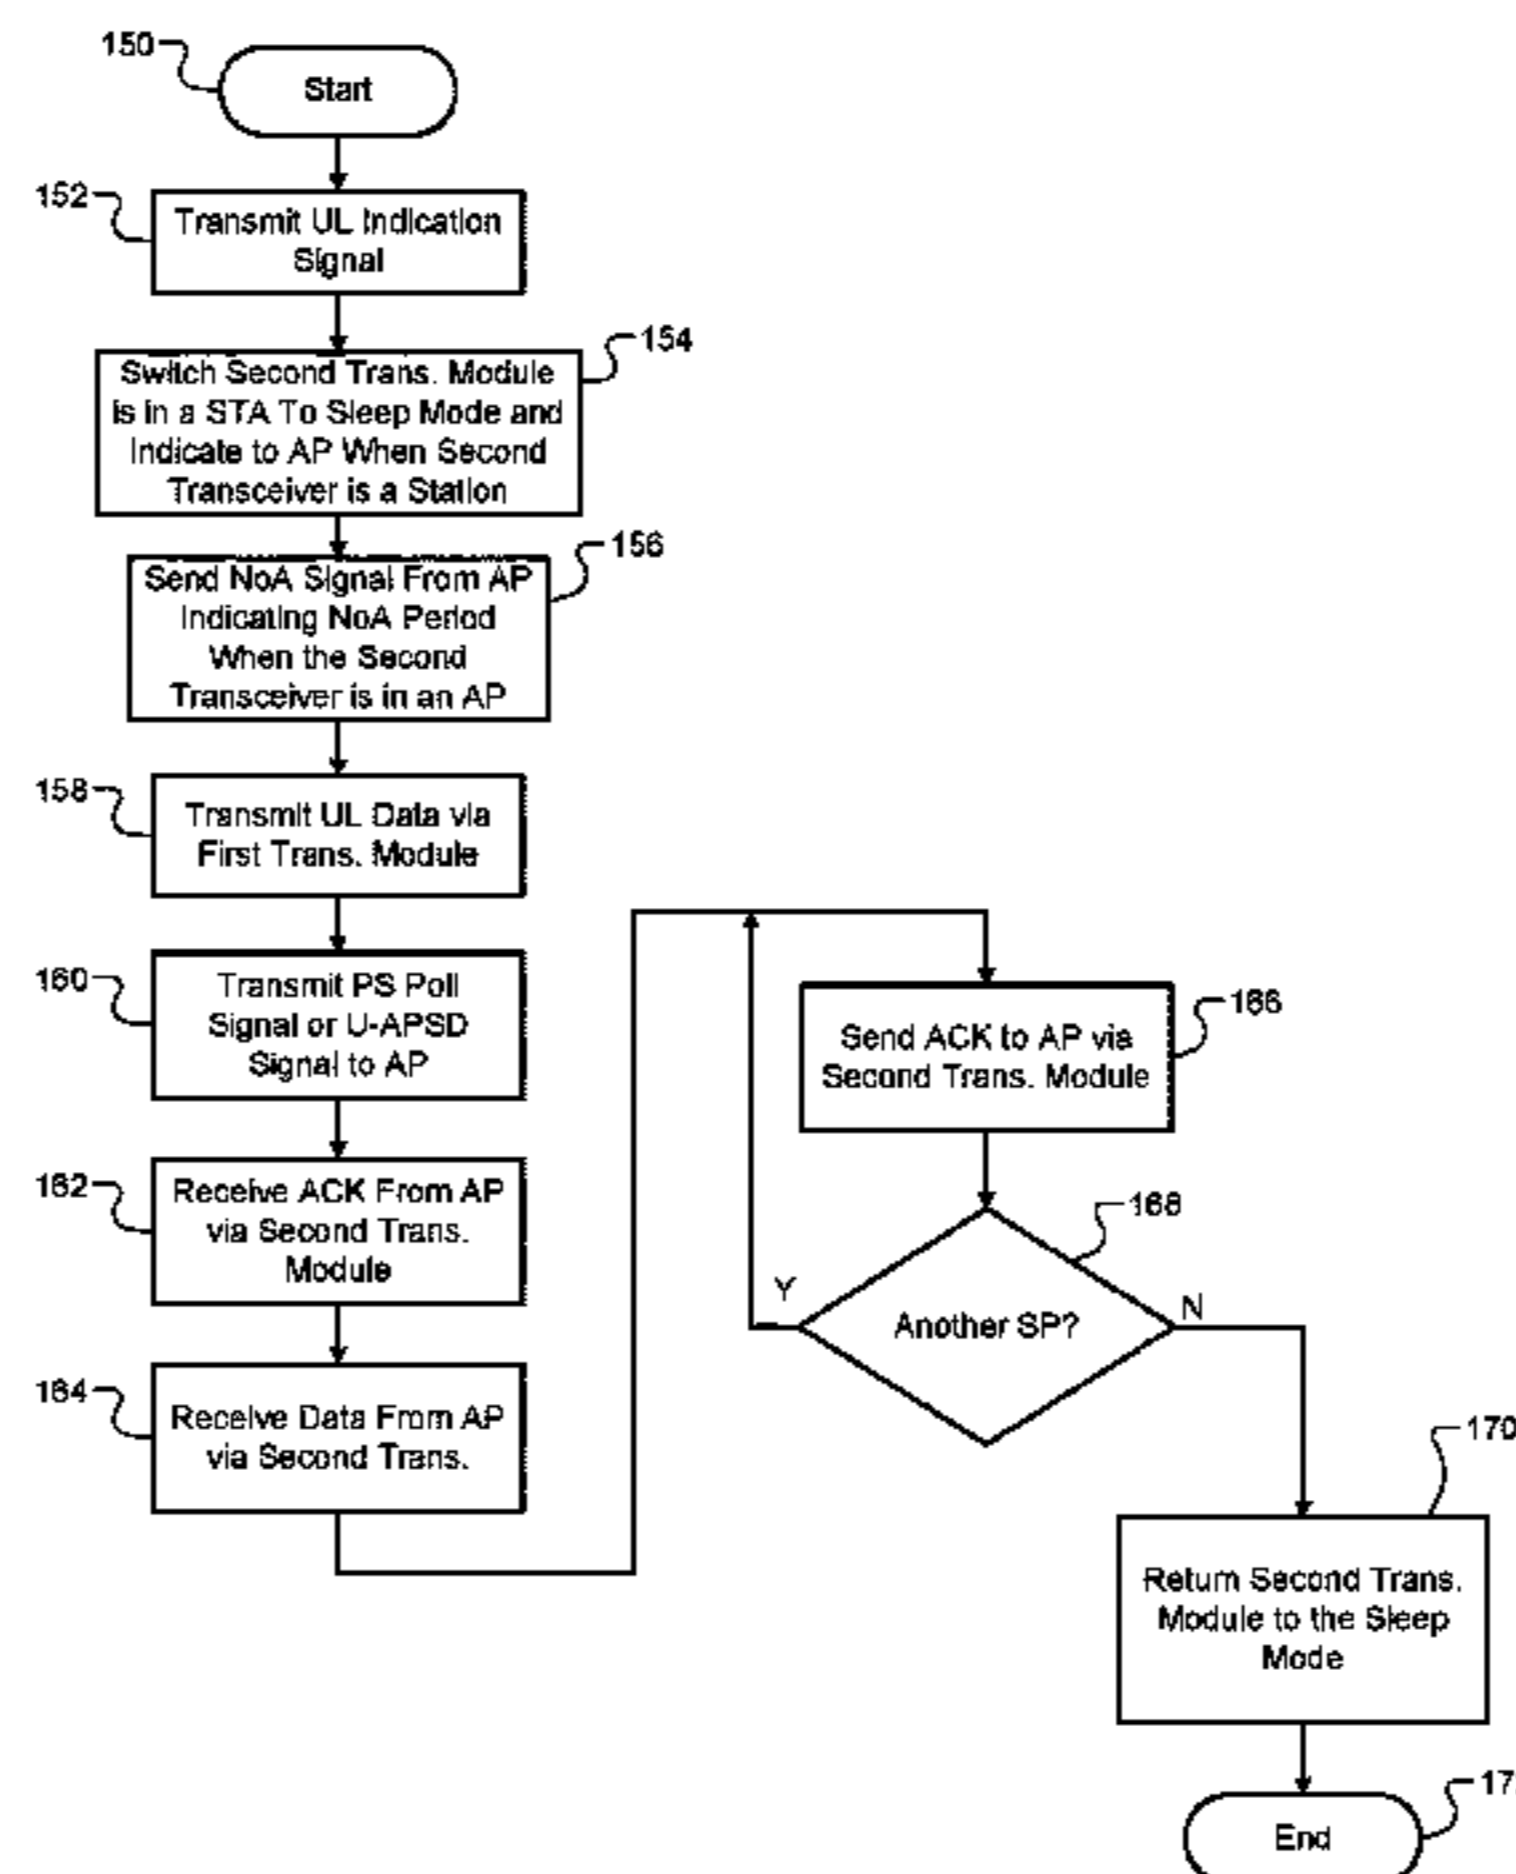 150
Start
152
Transmit UL Indication
Signal
154
Switch Second Trans. Module
is in a STA To Sleep Mode and
Indicate to AP When Second
Transceiver is a Station
156
Send NoA Signal From AP
Indicating NoA Period
When the Second
Transceiver is in an AP
158
Transmit UL Data via
First Trans. Module
160
Transmit PS Poll
Signal or U-APSD
Signal to AP
162
Receive ACK From AP
via Second Trans.
Module
164
Receive Data From AP
via Second Trans.
166
Send ACK to AP via
Second Trans. Module
168
Y
N
Another SP?
170
Return Second Trans.
Module to the Sleep
Mode
End